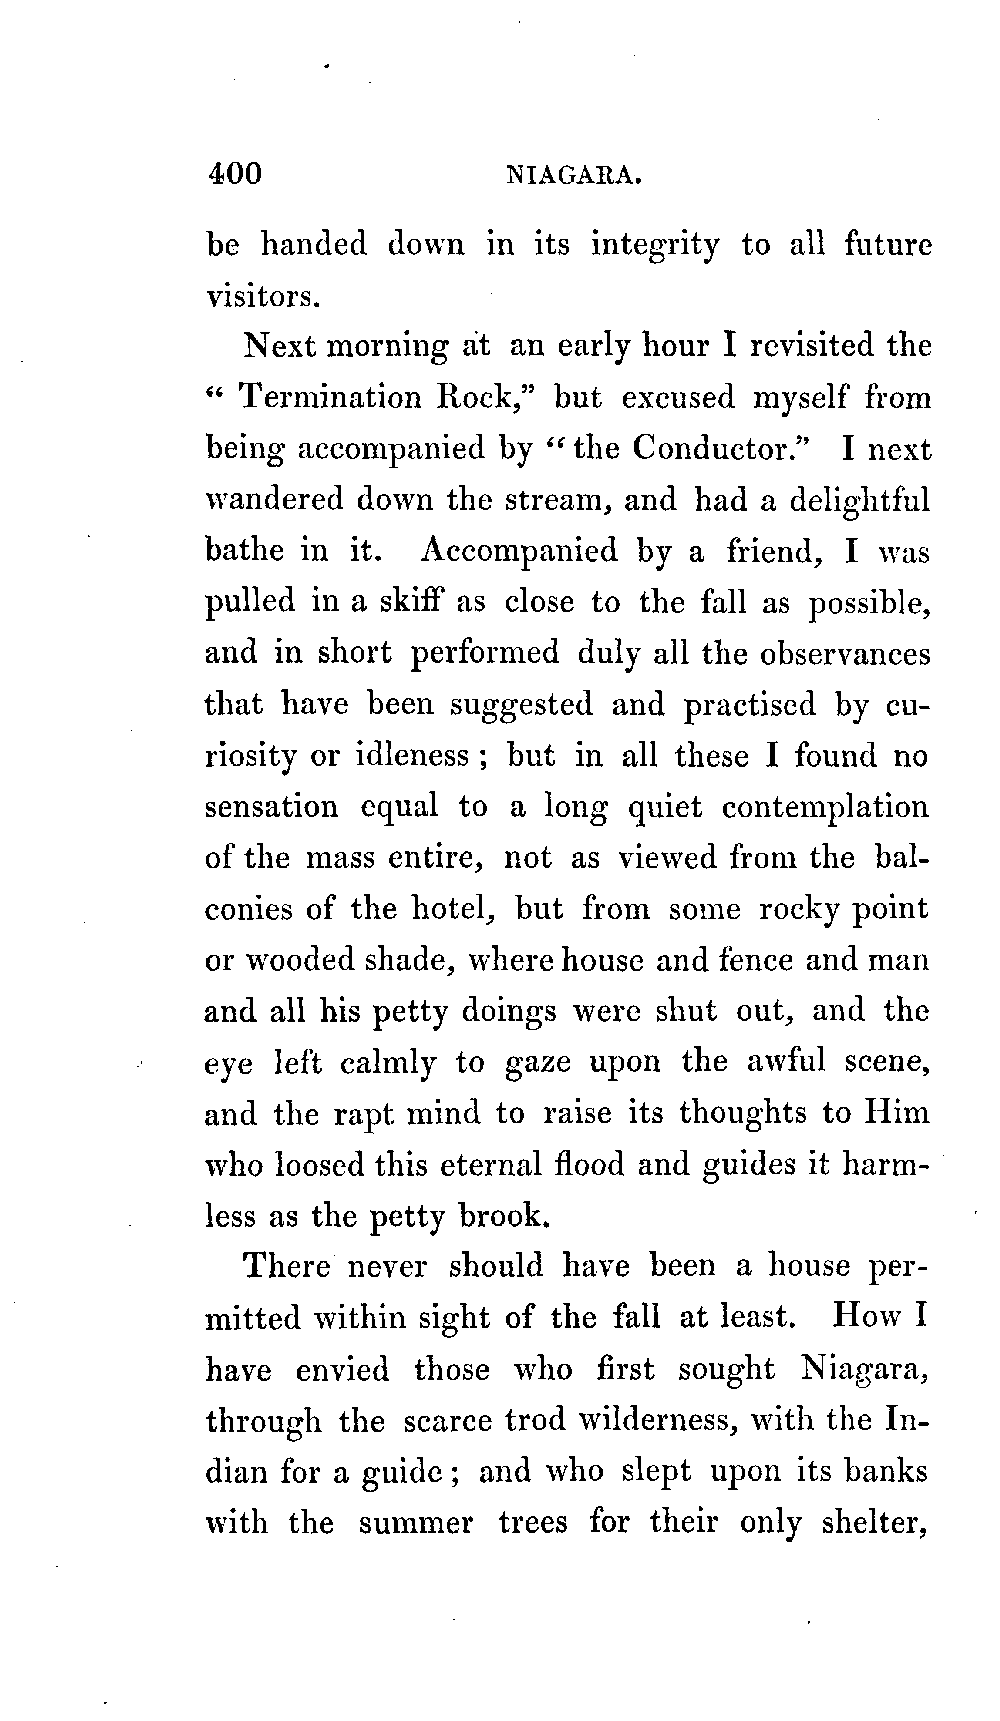 400 NIAGARA.
be handed down in its integrity to all future
visitors.
Next morning at an early hour I revisited the
“ Termination Rock,” but excused myself from
being accompanied by “ the Conductor.” I next
wandered down the stream, and had a delightful
bathe in it. Accompanied by a friend, I was
pulled in a skiff as close to the fall as possible,
and in short performed duly all the observances
that have been suggested and practised by cu-
riosity or idleness ; but in all these I found no
sensation equal to a long quiet contemplation
of the mass entire, not as viewed from the bal-
conies of the hotel, but from some rocky point
or wooded shade, where house and fence and man
and all his petty doings were shut out, and the
eye left calmly to gaze upon the awful scene,
and the rapt mind to raise its thoughts to Him
who loosed this eternal flood and guides it harm-
less as the petty brook.
There never should have been a house per-
mitted within sight of the fall at least. How I
have envied those who first sought Niagara,
through the scarce trod wilderness, with the In-
dian for a guide ; and who slept upon its banks
with the summer trees for their only shelter,